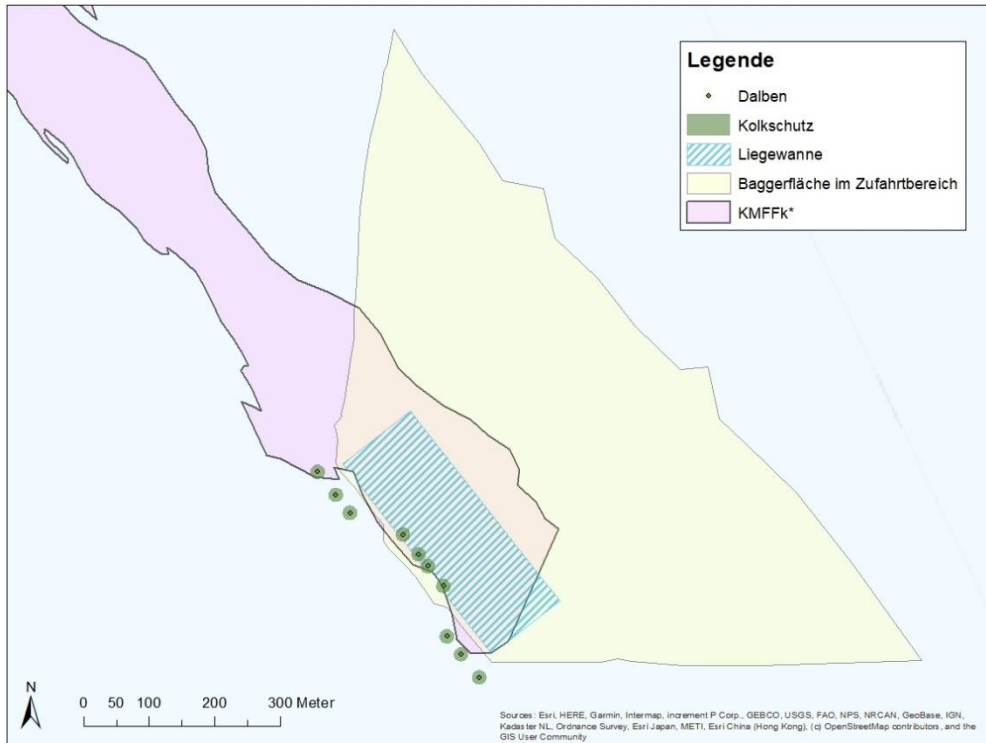 Legende
Dalben
Kolkschutz
Liegewanne
Baggerfläche im Zufahrtbereich
KMFFk*
N
0 50 100 200 300 Meter
Sources: Esri, HERE, Garmin, Intermap, increment P Corp., GEBCO, USGS, FAO, NPS, NRCAN, GeoBase, IGN,
Kadaster NL, Ordnance Survey, Esri Japan, METI, Esri China (Hong Kong), (c) OpenStreetMap contributors, and the
GIS User Community